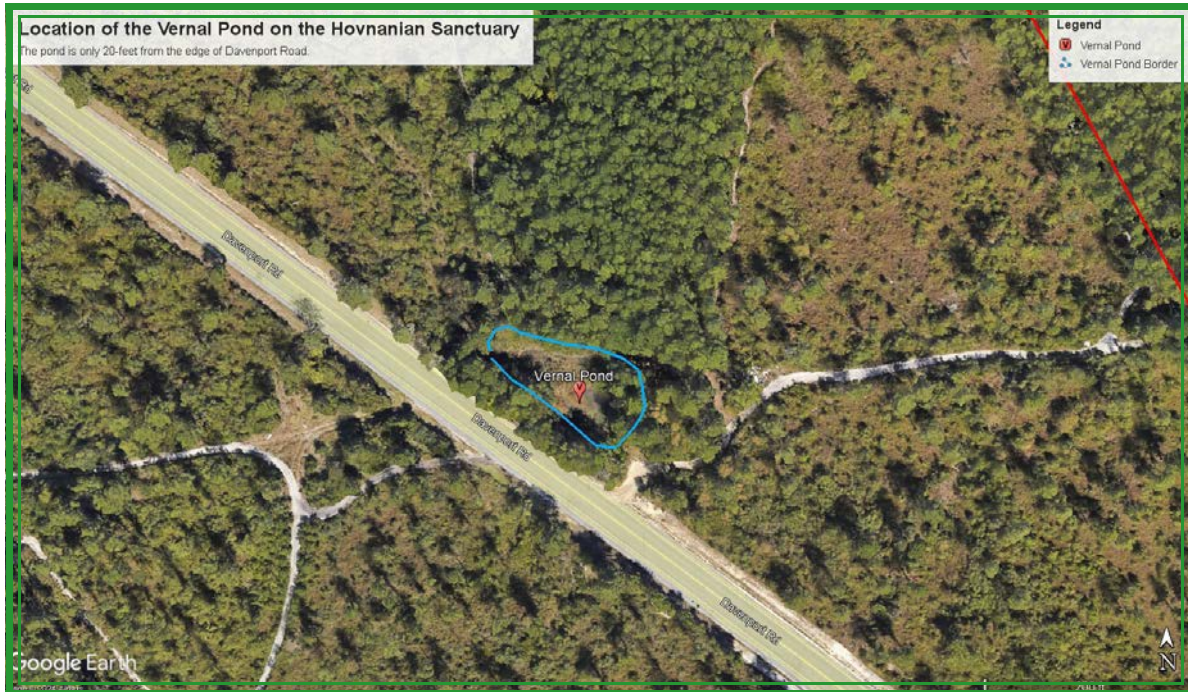 Location of the Vernal Pond on the Hovnanian Sanctuary
The pond is only 20-feet from the edge of Davenport Road.
Legend
V Vernal Pond
Vernal Pond Border
Rd
Davenport Rd
Vernal Pond
V
Davenport Rd
Davenport Rd
Google Earth
N